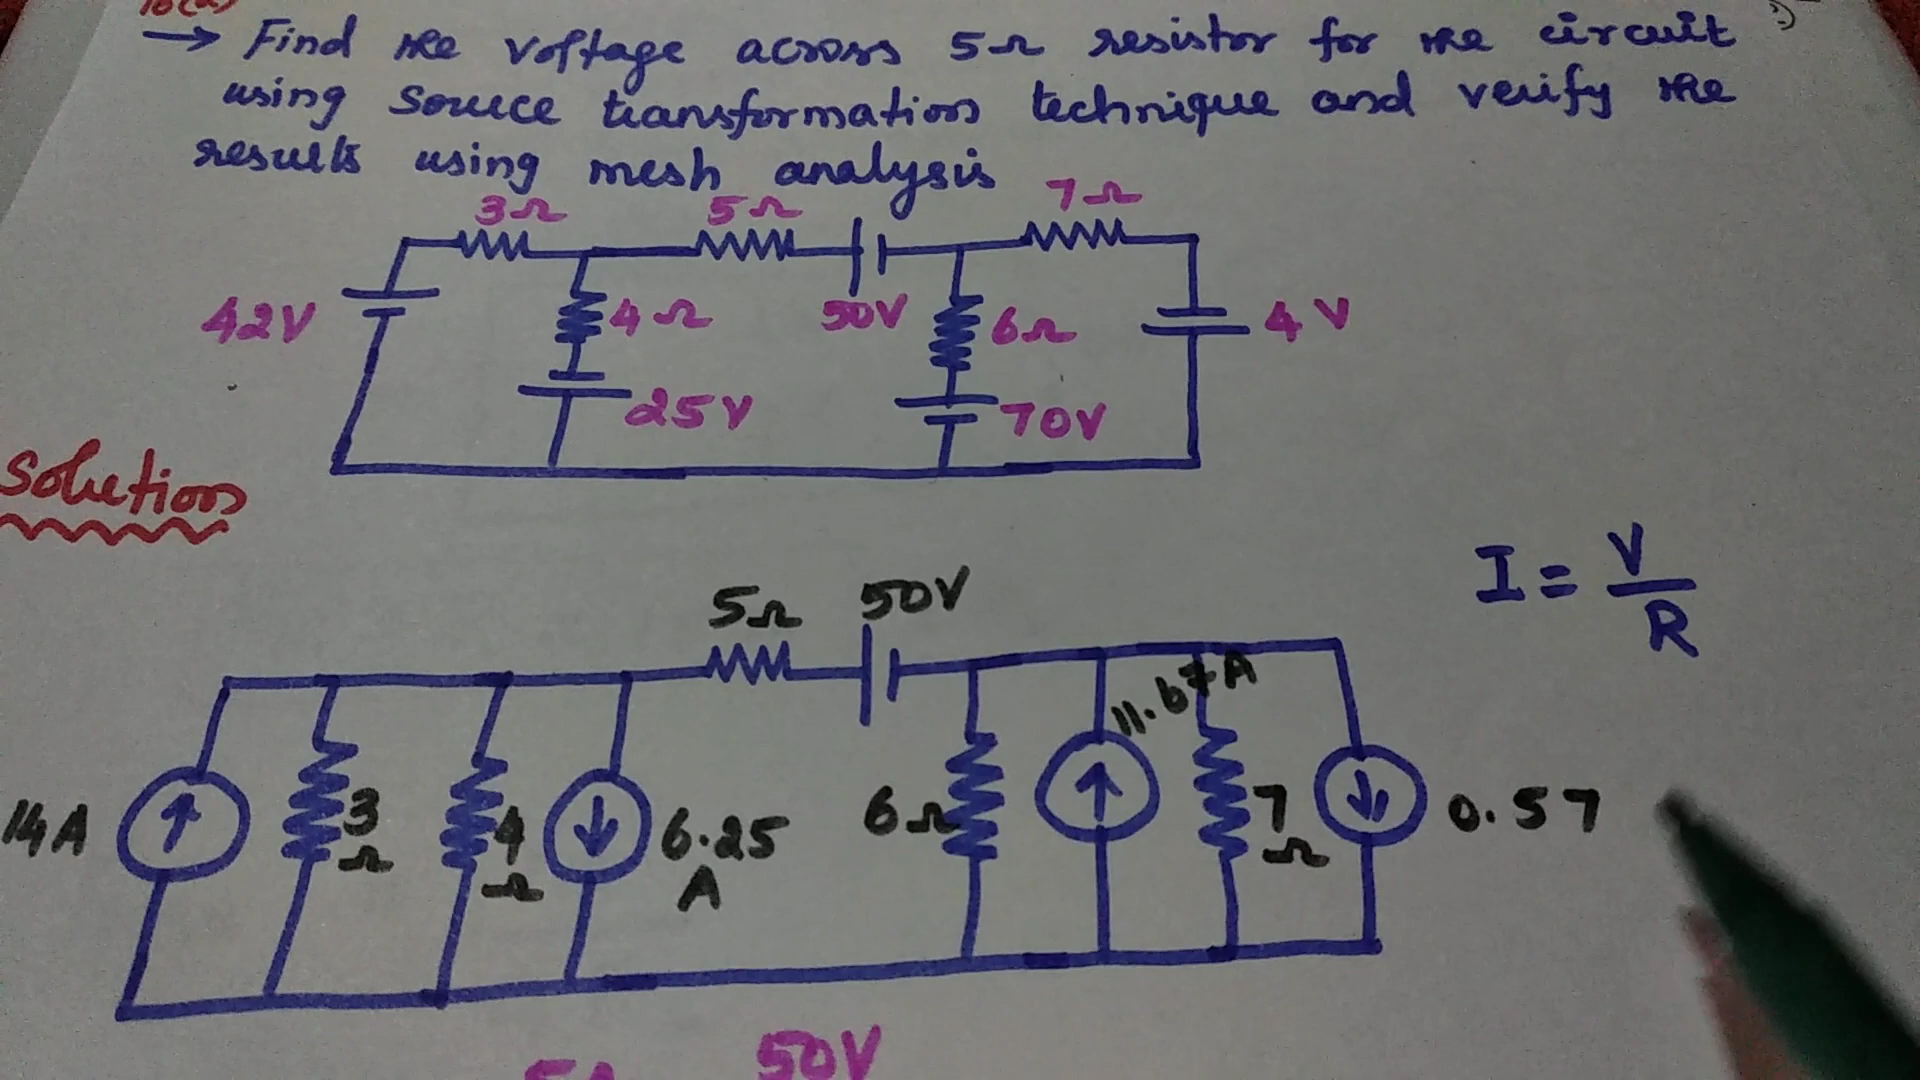 → Find the voltage across 5Ω resistor for the circuit
using source transformation technique and verify the
results using mesh analysis
3Ω 5Ω 7Ω
42V 4Ω 50V 6Ω 4V
25V 70V
Solution
I = V/R
5Ω 50V
11.67A
14A 3Ω 4Ω 6.25A 6Ω 7Ω 0.57
50V